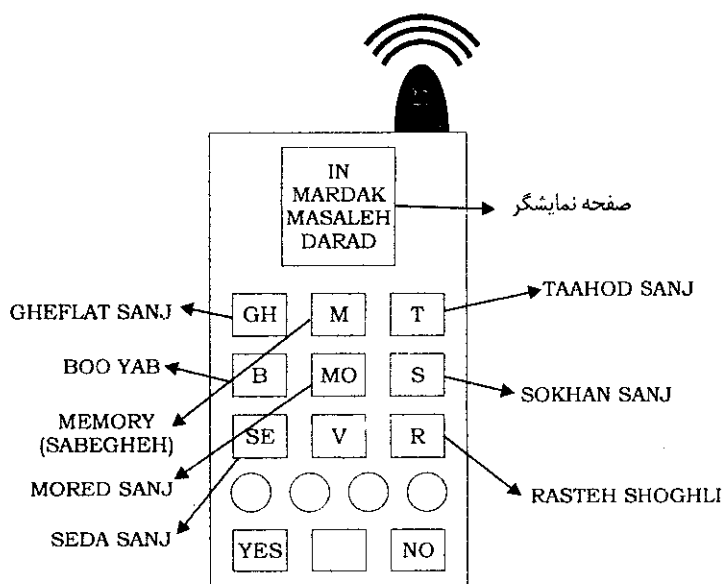 IN
MARDAK
MASALEH
DARAD
صفحه نمایشگر
GHEFLAT SANJ
GH
M
T
TAAHOD SANJ
BOO YAB
B
MO
S
SOKHAN SANJ
MEMORY
(SABEGHEH)
SE
V
R
MORED SANJ
RASTEH SHOGHLI
SEDA SANJ
YES
NO